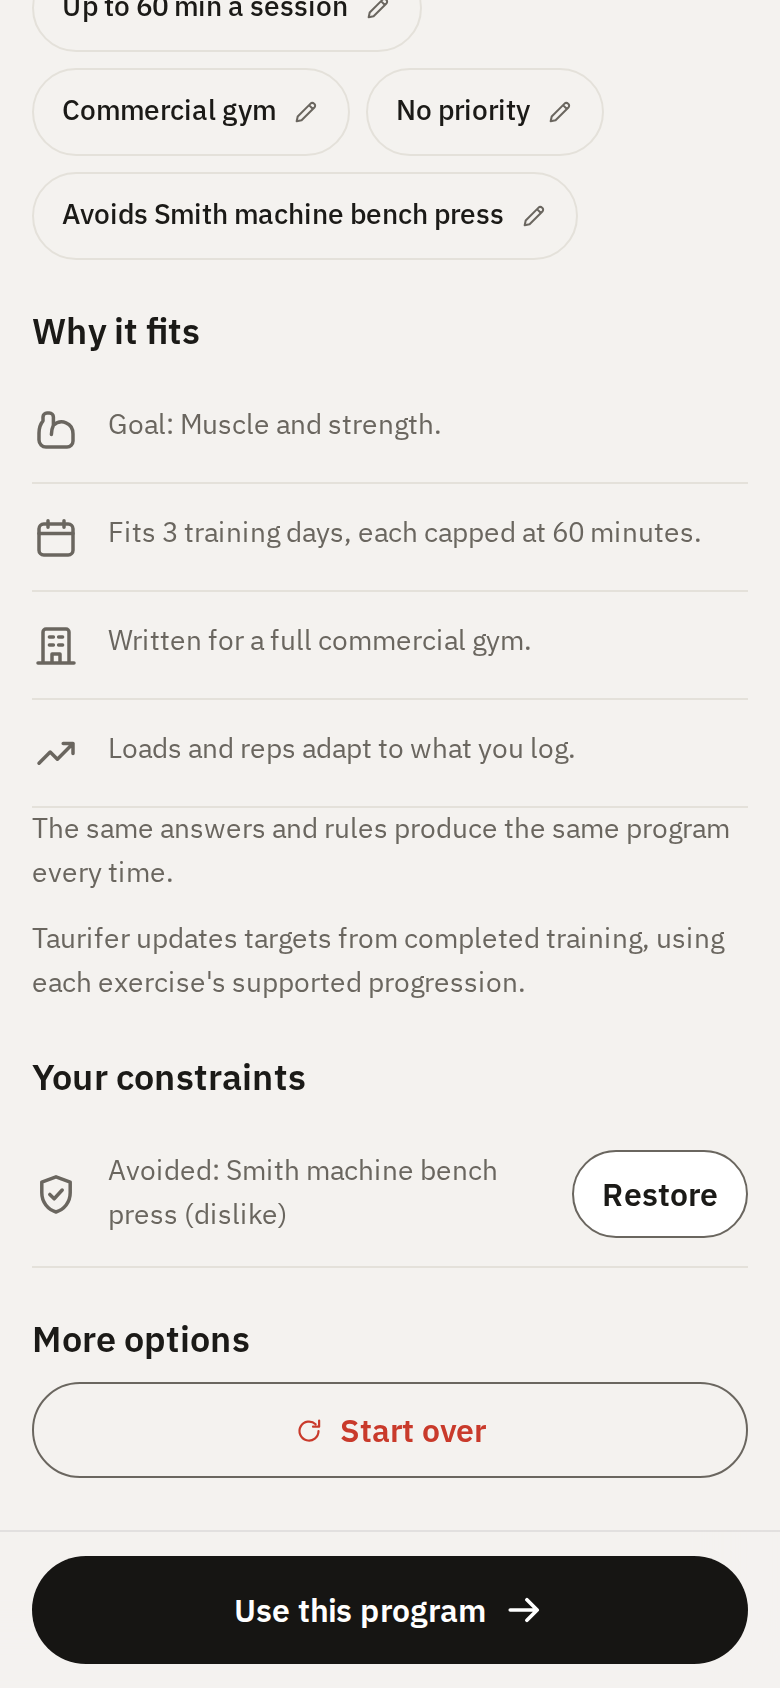 Up to 60 min a session
Commercial gym
No priority
Avoids Smith machine bench press
Why it fits
Goal: Muscle and strength.
Fits 3 training days, each capped at 60 minutes.
Written for a full commercial gym.
Loads and reps adapt to what you log.
The same answers and rules produce the same program
every time.
Taurifer updates targets from completed training, using
each exercise's supported progression.
Your constraints
Avoided: Smith machine bench
press (dislike)
Restore
More options
Start over
Use this program